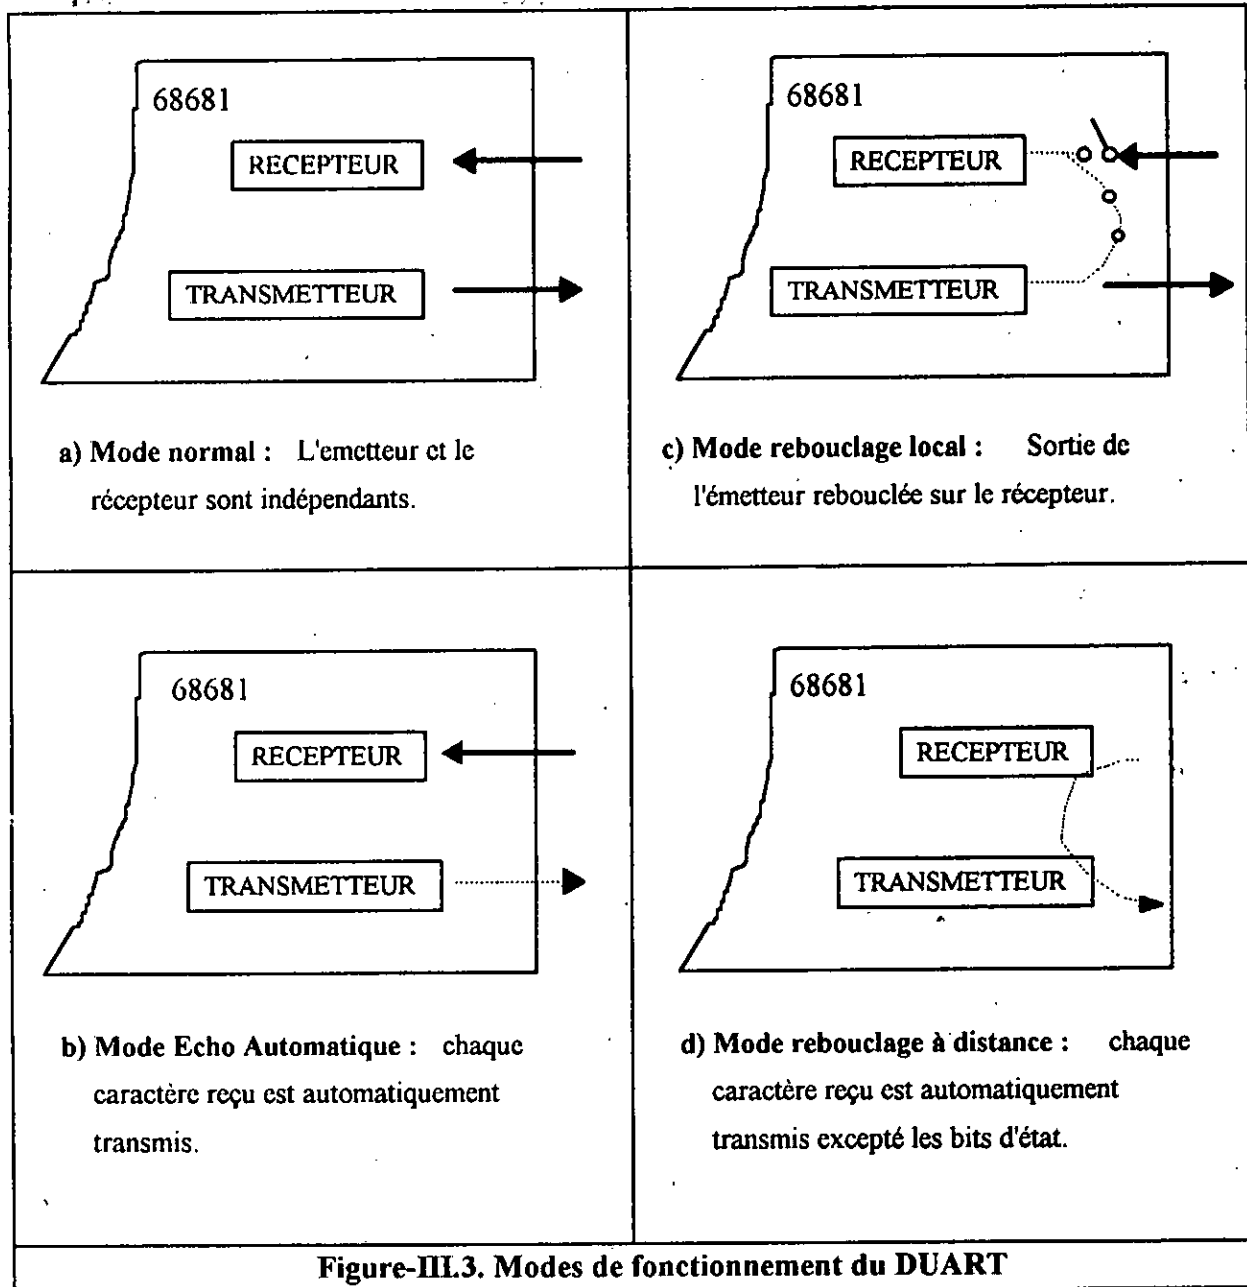 68681
RECEPTEUR
TRANSMETTEUR
a) Mode normal : L'emetteur et le
récepteur sont indépendants.
68681
RECEPTEUR
TRANSMETTEUR
c) Mode rebouclage local : Sortie de
l'émetteur rebouclée sur le récepteur.
68681
RECEPTEUR
TRANSMETTEUR
b) Mode Echo Automatique : chaque
caractère reçu est automatiquement
transmis.
68681
RECEPTEUR
TRANSMETTEUR
d) Mode rebouclage à distance : chaque
caractère reçu est automatiquement
transmis excepté les bits d'état.
Figure-III.3. Modes de fonctionnement du DUART